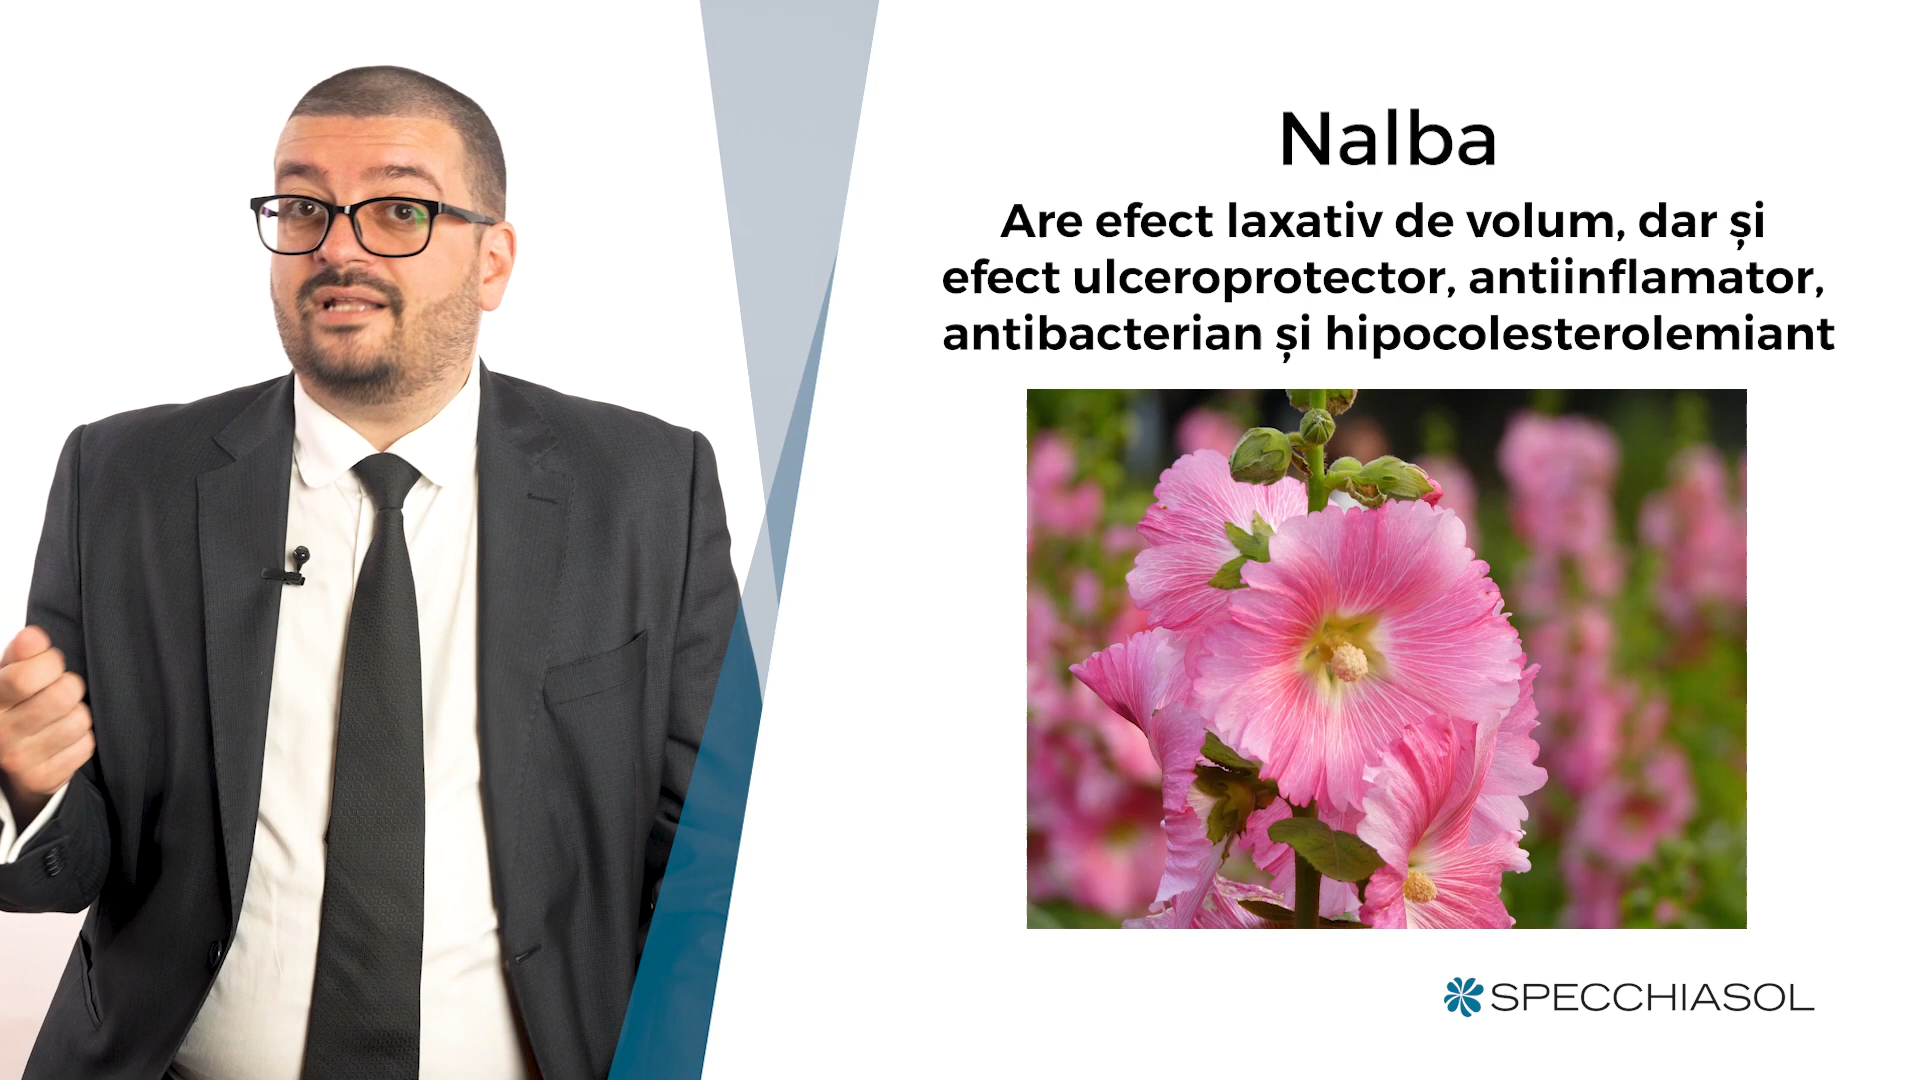 Nalba
Are efect laxativ de volum, dar și
efect ulceroprotector, antiinflamator,
antibacterian și hipocolesterolemiant
SPECCHIASOL